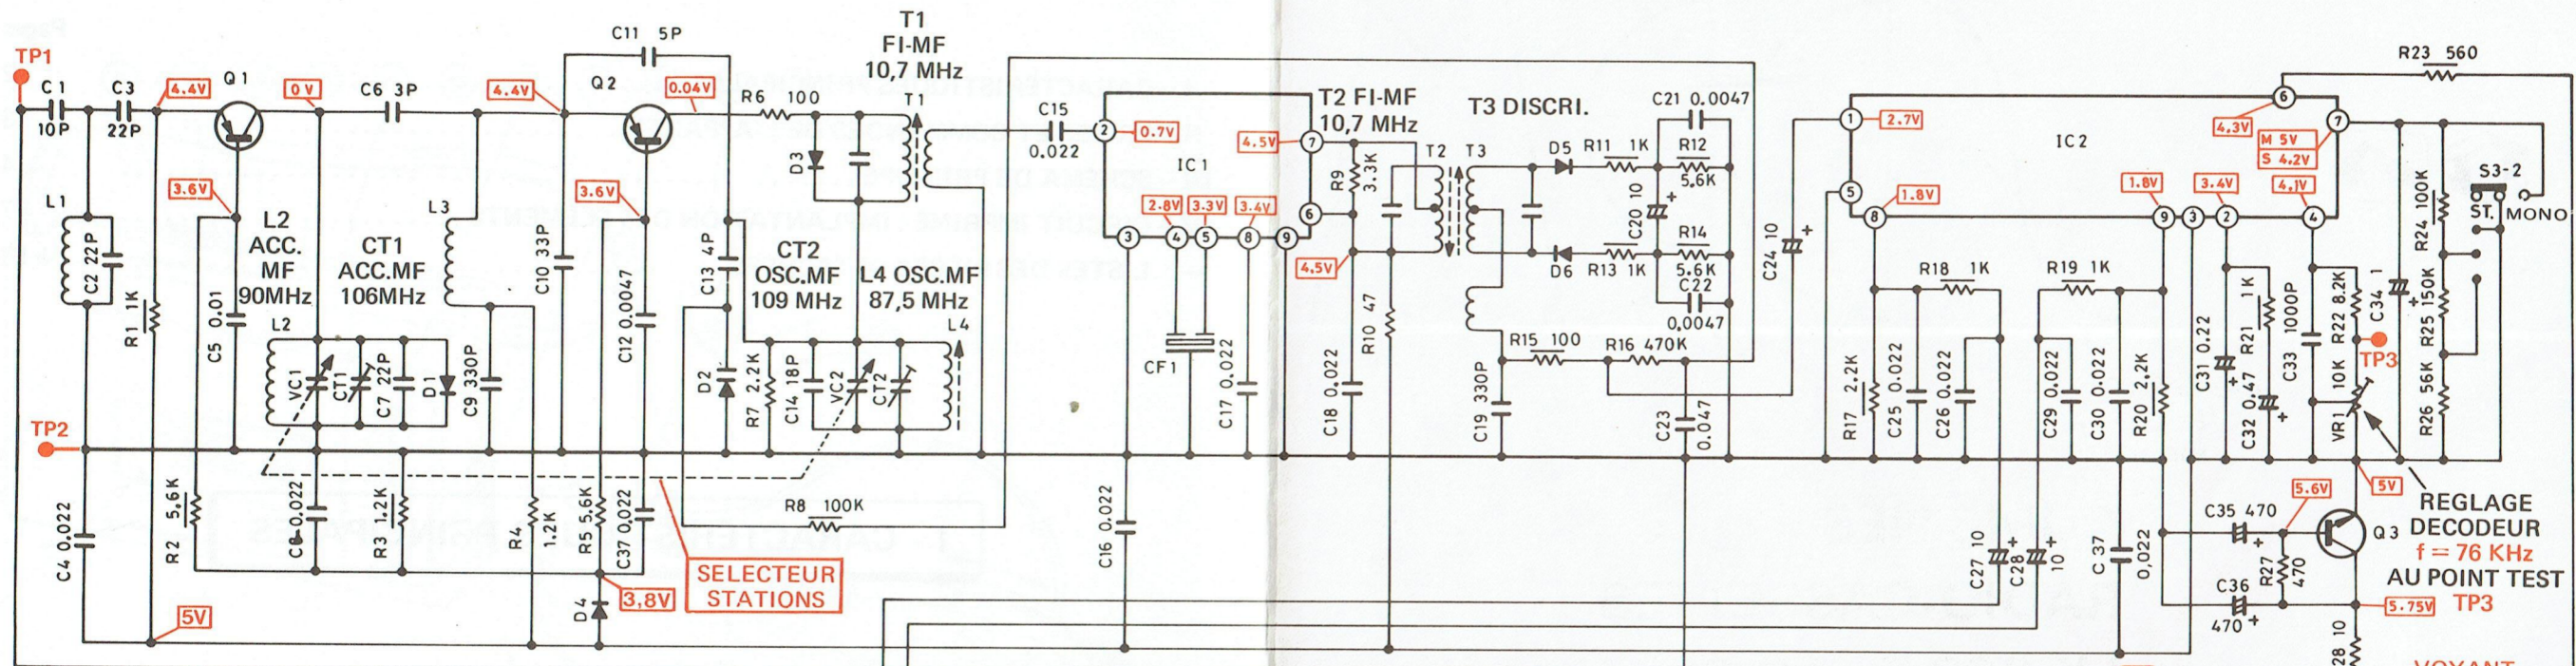 TP1
C1
10P
C3
22P
4.4V
Q1
0V
C6 3P
4.4V
C11 5P
Q2
0.04V
R6 100
T1
FI-MF
10,7 MHz
T1
D3
C15
0.022
2
0.7V
IC1
4.5V
7
6
4.5V
2.8V
3.3V
3.4V
3
4
5
8
9
T2 FI-MF
10,7 MHz
R9
3.3K
T2
T3
T3 DISCRI.
D5
R11 1K
C21 0.0047
R12
5.6K
C20 10
R14
5.6K
D6
R13 1K
C22
0,0047
C24 10
+
1
2.7V
IC2
5
8
1.8V
4,3V
6
7
M 5V
S 4,2V
1.8V
3.4V
4,1V
9
3
2
4
R23 560
S3-2
ST.
MONO
R24 100K
R25 150K
R26 56K
C34 1
+
L1
C2 22P
R1 1K
3.6V
C5 0.01
L2
ACC.
MF
90MHz
L2
CT1
ACC.MF
106MHz
VC1
CT1
C7 22P
D1
L3
C9 330P
C10 33P
3.6V
C12 0.0047
C13 4P
D2
CT2
OSC.MF
109 MHz
L4 OSC.MF
87,5 MHz
R7 2.2K
C14 18P
VC2
CT2
L4
CF1
C17 0.022
C18 0.022
R10 47
C19 330P
R15 100
R16 470K
C23
0.047
R17 2.2K
C25 0.022
C26 0.022
R18 1K
R19 1K
C29 0.022
C30 0.022
R20 2,2K
C31 0.22
+
R21 1K
C32 0.47
+
C33 1000P
R22 8.2K
TP3
VR1 10K
TP2
C4 0.022
R2 5,6K
0.022
R3 1.2K
R4 1.2K
R5 5.6K
C37 0.022
R8 100K
D4
3,8V
SELECTEUR
STATIONS
5V
C16 0.022
C27 10
+
C28 10
+
C 37
0,022
C35 470
+
5.6V
R27
470
C36
470
+
5V
Q3
5.75V
REGLAGE
DECODEUR
f = 76 KHz
AU POINT TEST
TP3
28 10
VOYANT